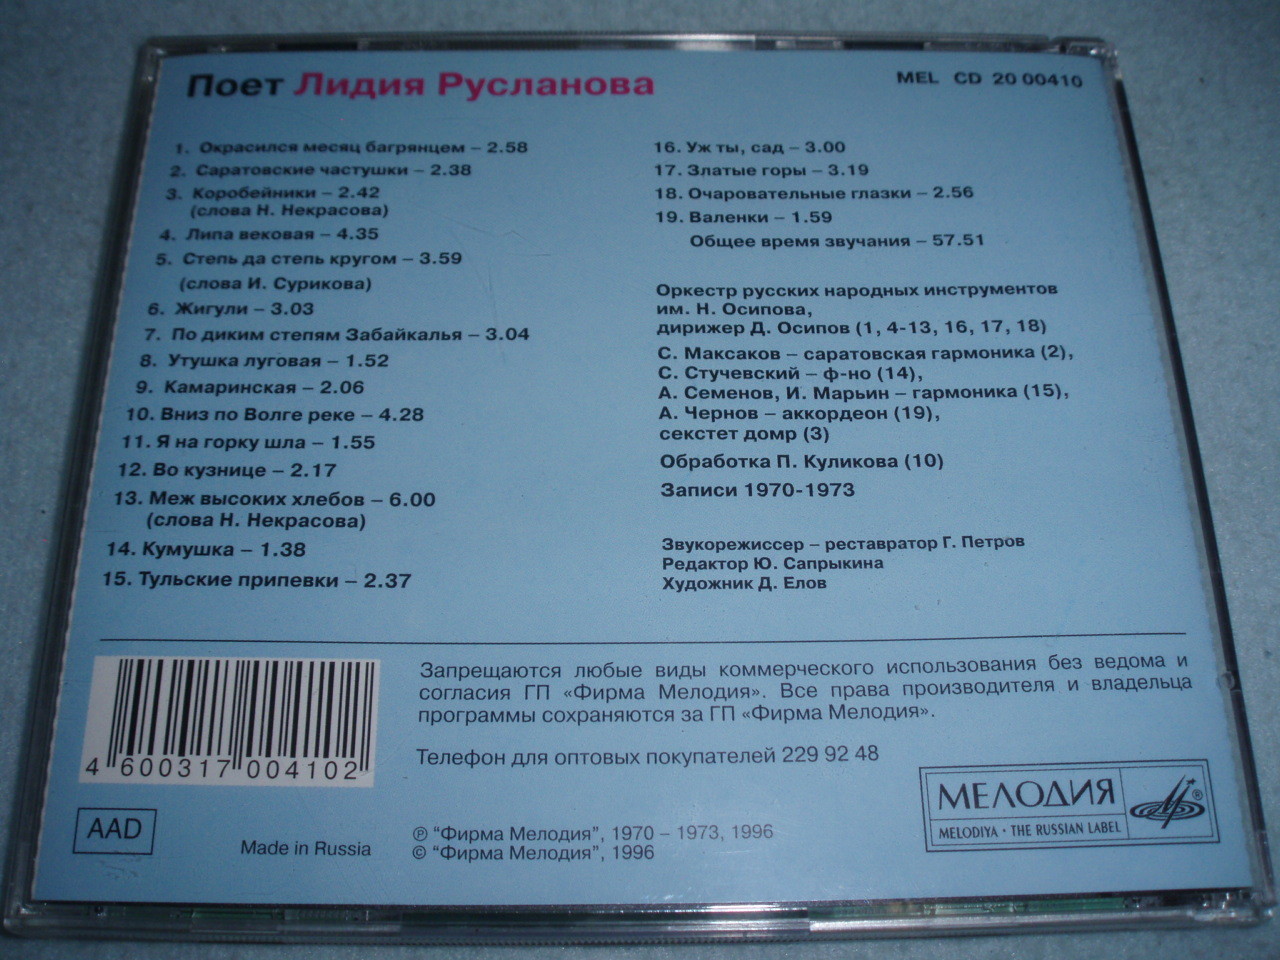 Поет Лидия Русланова
MEL CD 20 00410
1. Окрасился месяц багрянцем – 2.58
2. Саратовские частушки – 2.38
3. Коробейники – 2.42
(слова Н. Некрасова)
4. Липа вековая – 4.35
5. Степь да степь кругом – 3.59
(слова И. Сурикова)
6. Жигули – 3.03
7. По диким степям Забайкалья – 3.04
8. Утушка луговая – 1.52
9. Камаринская – 2.06
10. Вниз по Волге реке – 4.28
11. Я на горку шла – 1.55
12. Во кузнице – 2.17
13. Меж высоких хлебов – 6.00
(слова Н. Некрасова)
14. Кумушка – 1.38
15. Тульские припевки – 2.37
16. Уж ты, сад – 3.00
17. Златые горы – 3.19
18. Очаровательные глазки – 2.56
19. Валенки – 1.59
Общее время звучания – 57.51
Оркестр русских народных инструментов
им. Н. Осипова,
дирижер Д. Осипов (1, 4-13, 16, 17, 18)
С. Максаков – саратовская гармоника (2),
С. Стучевский – ф-но (14),
А. Семенов, И. Марьин – гармоника (15),
А. Чернов – аккордеон (19),
секстет домр (3)
Обработка П. Куликова (10)
Записи 1970-1973
Звукорежиссер – реставратор Г. Петров
Редактор Ю. Сапрыкина
Художник Д. Елов
Запрещаются любые виды коммерческого использования без ведома и
согласия ГП «Фирма Мелодия». Все права производителя и владельца
программы сохраняются за ГП «Фирма Мелодия».
Телефон для оптовых покупателей 229 92 48
4 600317 004102
AAD
Made in Russia
℗ "Фирма Мелодия", 1970 – 1973, 1996
© "Фирма Мелодия", 1996
МЕЛОДИЯ ®
MELODIYA · THE RUSSIAN LABEL